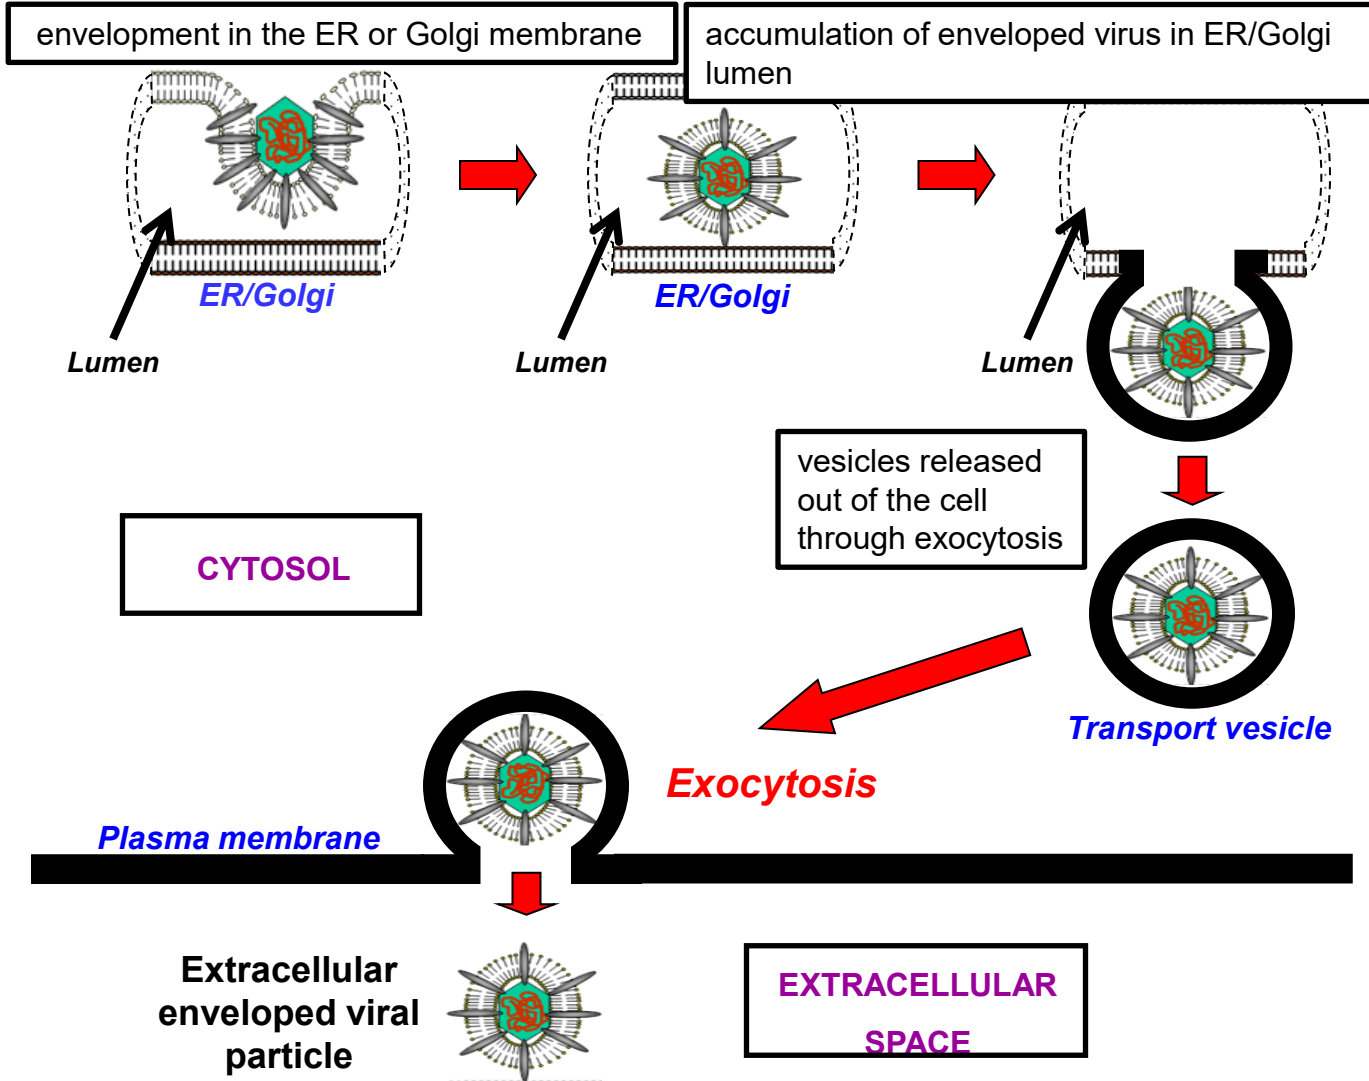 envelopment in the ER or Golgi membrane
accumulation of enveloped virus in ER/Golgi
lumen
ER/Golgi
Lumen
ER/Golgi
Lumen
Lumen
vesicles released
out of the cell
through exocytosis
CYTOSOL
Transport vesicle
Exocytosis
Plasma membrane
Extracellular
enveloped viral
particle
EXTRACELLULAR
SPACE